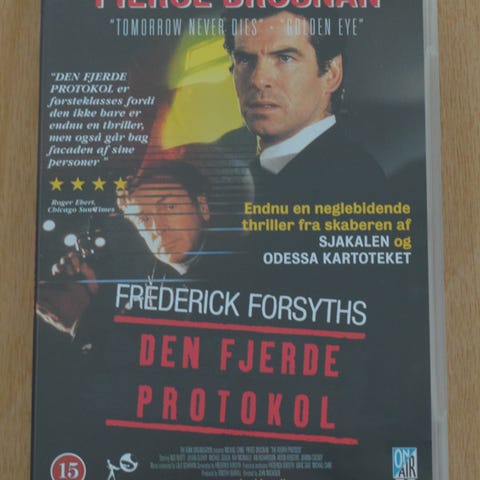 PIERCE BROSNAN
"TOMORROW NEVER DIES" - "GOLDEN EYE"
"DEN FJERDE
PROTOKOL er
førsteklasses fordi
den ikke bare er
endnu en thriller,
men også går bag
facaden af sine
personer "
Roger Ebert,
Chicago Sun Times
Endnu en neglebidende
thriller fra skaberen af
SJAKALEN og
ODESSA KARTOTEKET
FREDERICK FORSYTHS
DEN FJERDE
PROTOKOL
15
ON
AIR